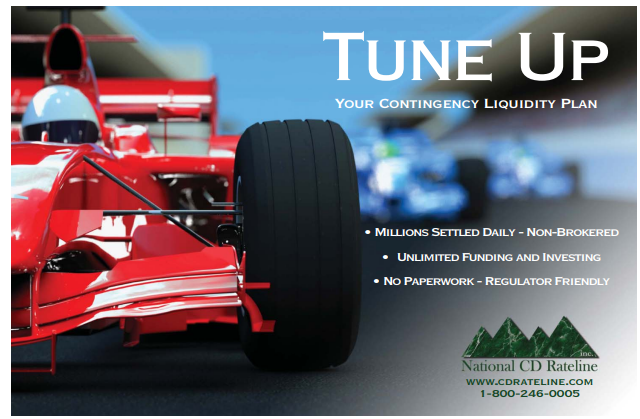 TUNE UP
YOUR CONTINGENCY LIQUIDITY PLAN
• MILLIONS SETTLED DAILY - NON-BROKERED
• UNLIMITED FUNDING AND INVESTING
• NO PAPERWORK - REGULATOR FRIENDLY
inc.
National CD Rateline
WWW.CDRATELINE.COM
1-800-246-0005